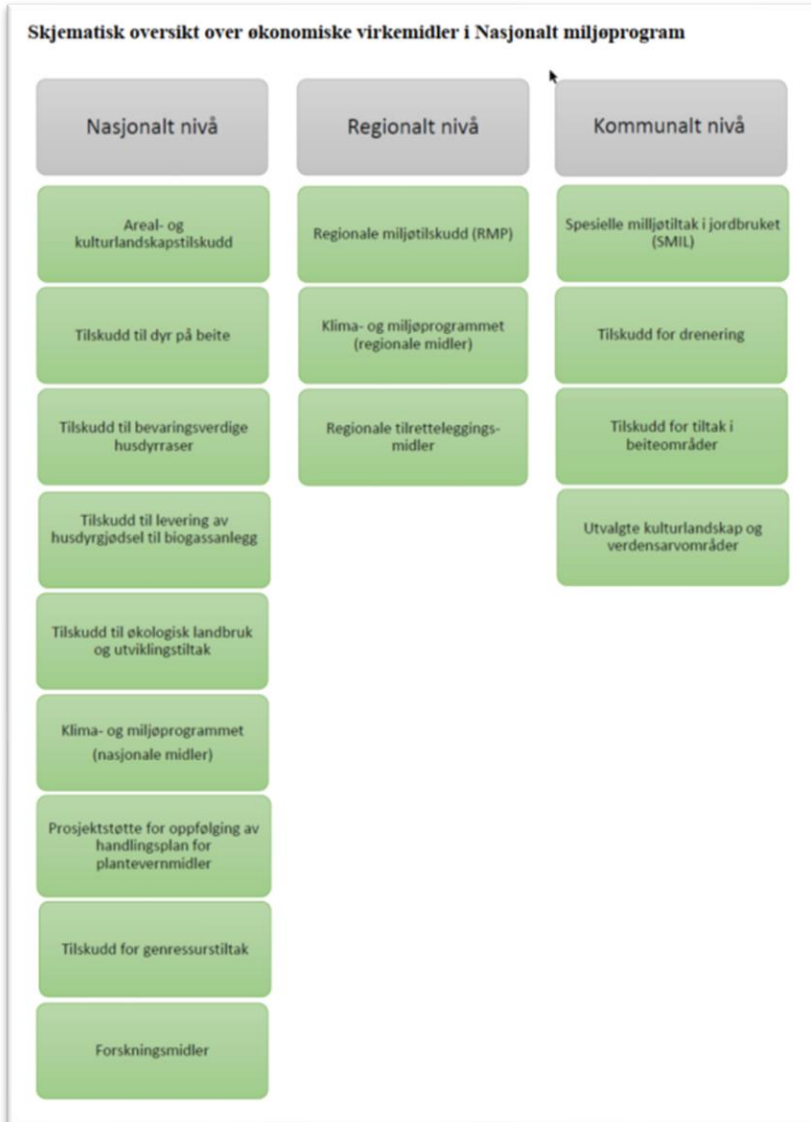 Skjematisk oversikt over økonomiske virkemidler i Nasjonalt miljøprogram
Nasjonalt nivå
Areal- og
kulturlandskapstilskudd
Tilskudd til dyr på beite
Tilskudd til bevaringsverdige
husdyrraser
Tilskudd til levering av
husdyrgjødsel til biogassanlegg
Tilskudd til økologisk landbruk
og utviklingstiltak
Klima- og miljøprogrammet
(nasjonale midler)
Prosjektstøtte for oppfølging av
handlingsplan for
plantevernmidler
Tilskudd for genressurstiltak
Forskningsmidler
Regionalt nivå
Regionale miljøtilskudd (RMP)
Klima- og miljøprogrammet
(regionale midler)
Regionale tilretteleggings-
midler
Kommunalt nivå
Spesielle milljøtiltak i jordbruket
(SMIL)
Tilskudd for drenering
Tilskudd for tiltak i
beiteområder
Utvalgte kulturlandskap og
verdensarvområder